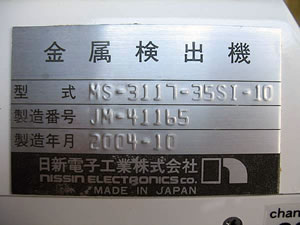 金属検出機
型式 MS-3117-35SI-10
製造番号 JM-41165
製造年月 2004-10
日新電子工業株式会社
NISSIN ELECTRONICS CO.
MADE IN JAPAN